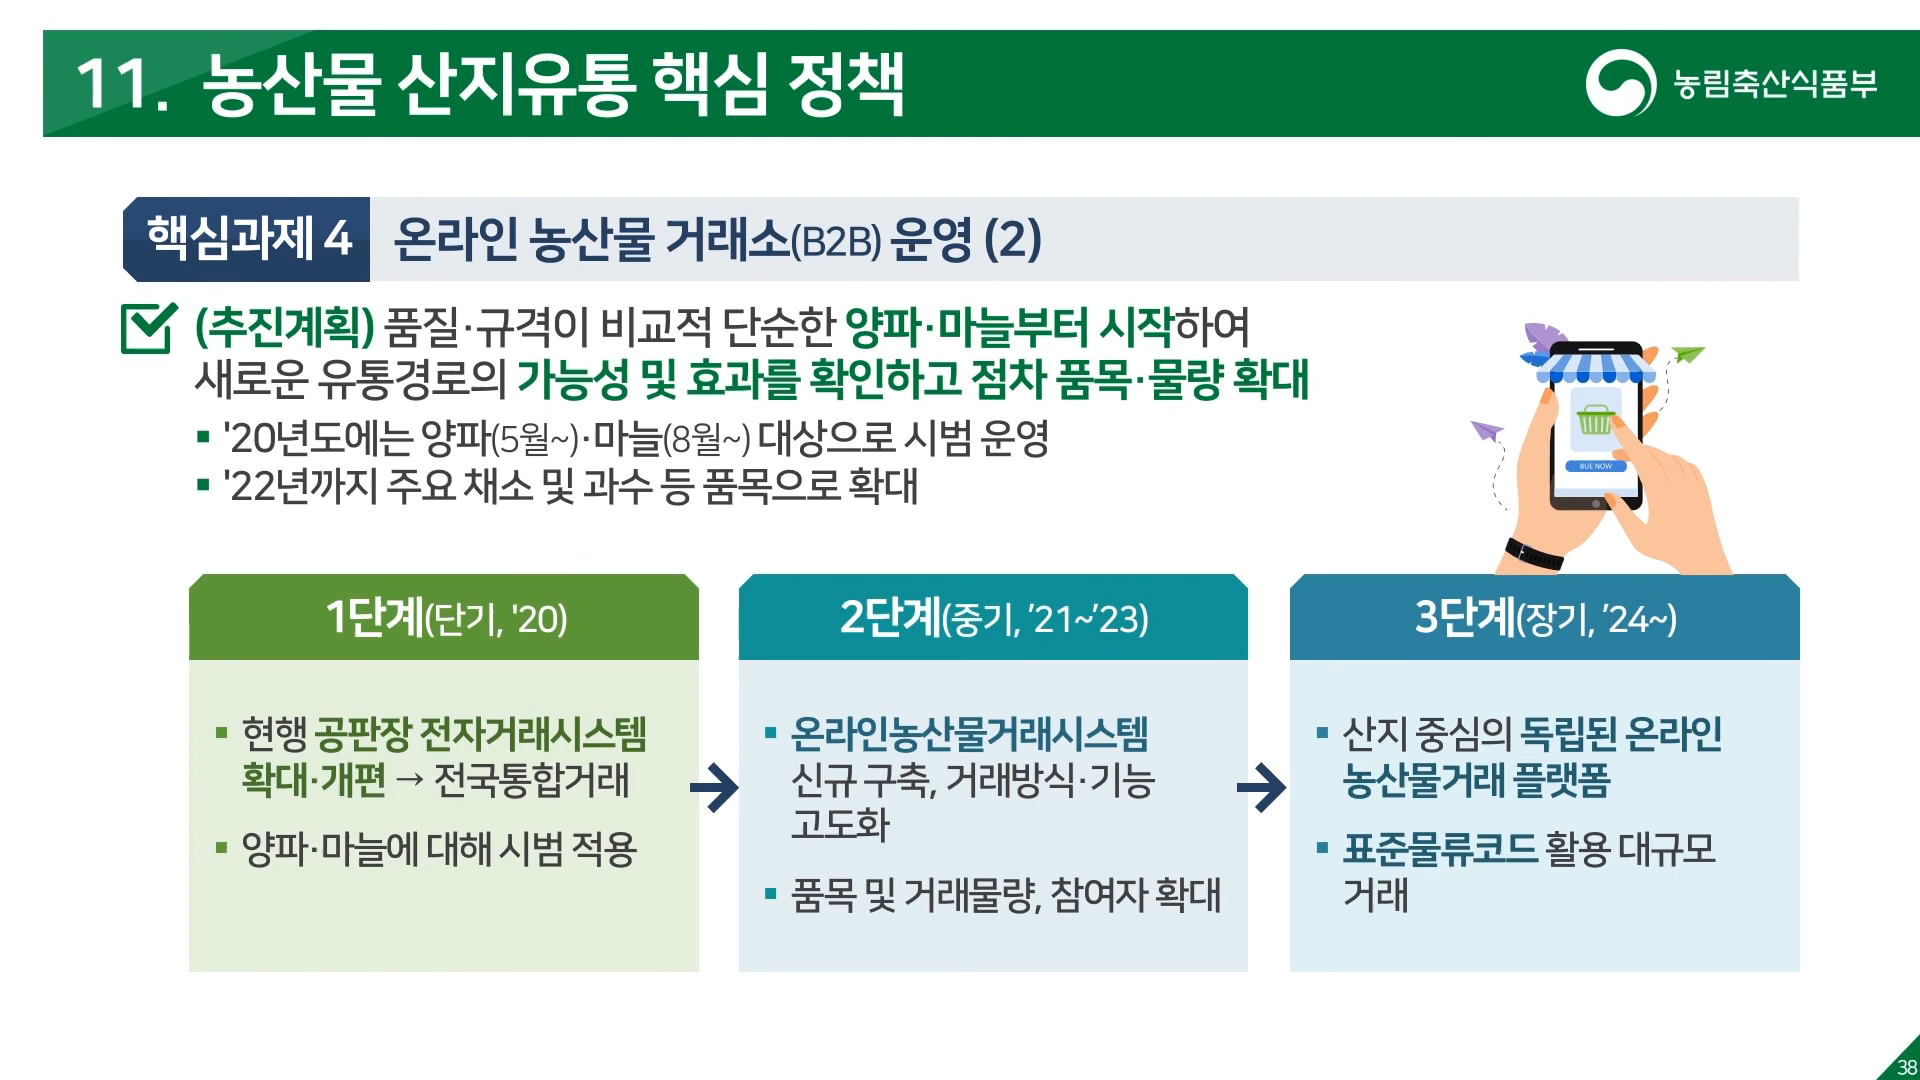 11. 농산물 산지유통 핵심 정책
농림축산식품부
핵심과제 4
온라인 농산물 거래소(B2B) 운영 (2)
(추진계획) 품질·규격이 비교적 단순한 양파·마늘부터 시작하여
새로운 유통경로의 가능성 및 효과를 확인하고 점차 품목·물량 확대
▪ '20년도에는 양파(5월~)·마늘(8월~) 대상으로 시범 운영
▪ '22년까지 주요 채소 및 과수 등 품목으로 확대
BUE NOW
1단계(단기, '20)
▪ 현행 공판장 전자거래시스템
확대·개편 → 전국통합거래
▪ 양파·마늘에 대해 시범 적용
2단계(중기, ’21~’23)
▪ 온라인농산물거래시스템
신규 구축, 거래방식·기능
고도화
▪ 품목 및 거래물량, 참여자 확대
3단계(장기, ’24~)
▪ 산지 중심의 독립된 온라인
농산물거래 플랫폼
▪ 표준물류코드 활용 대규모
거래
38